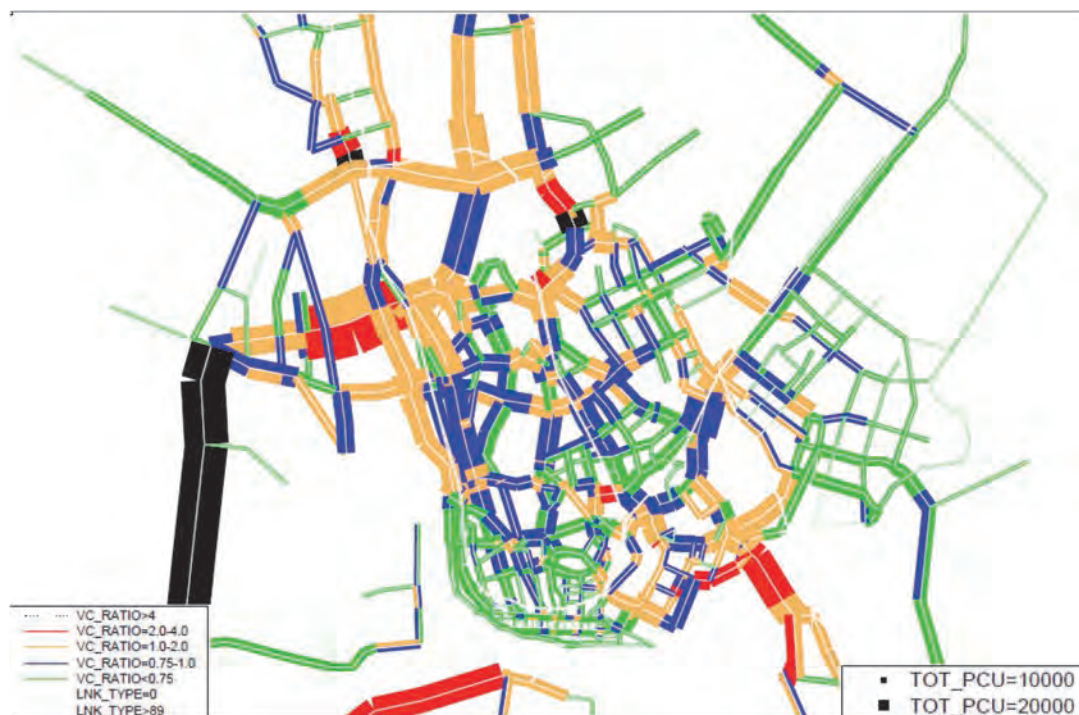 VC_RATIO>4
VC_RATIO=2.0-4.0
VC_RATIO=1.0-2.0
VC_RATIO=0.75-1.0
VC_RATIO<0.75
LNK_TYPE=0
LNK_TYPE>89
TOT_PCU=10000
TOT_PCU=20000